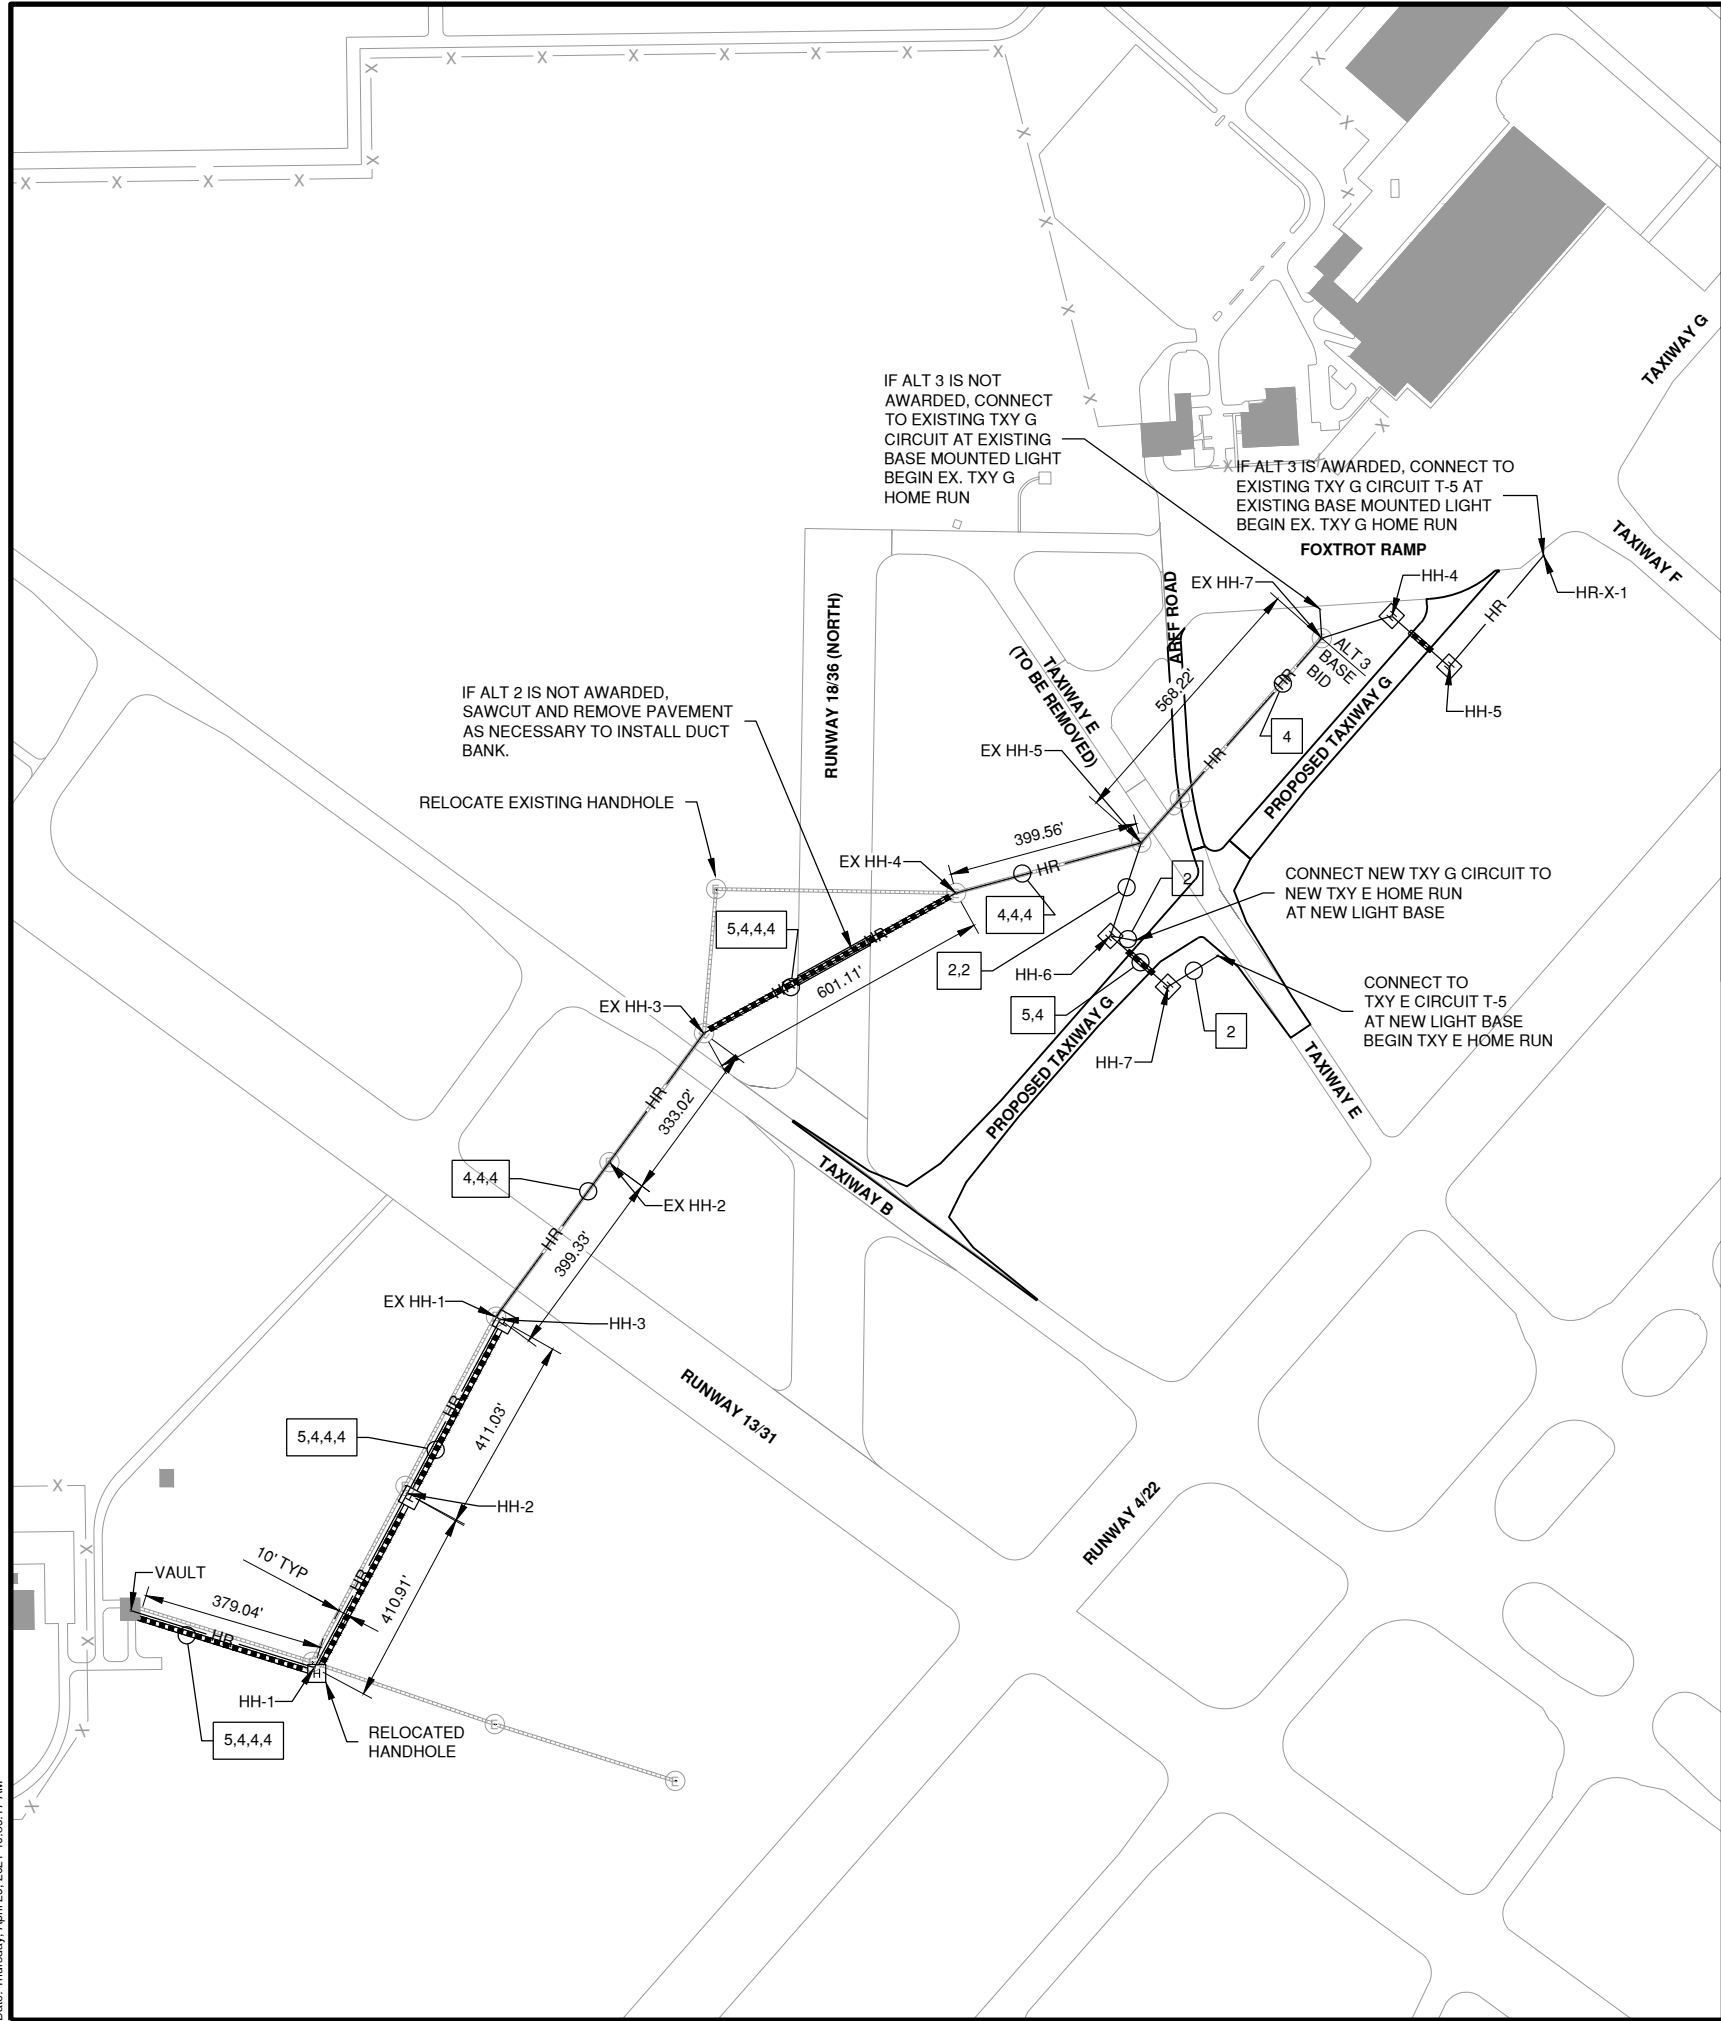 IF ALT 3 IS NOT
AWARDED, CONNECT
TO EXISTING TXY G
CIRCUIT AT EXISTING
BASE MOUNTED LIGHT
BEGIN EX. TXY G
HOME RUN
IF ALT 3 IS AWARDED, CONNECT TO
EXISTING TXY G CIRCUIT T-5 AT
EXISTING BASE MOUNTED LIGHT
BEGIN EX. TXY G HOME RUN
FOXTROT RAMP
TAXIWAY G
TAXIWAY F
HR-X-1
HH-4
HR
HH-5
EX HH-7
ARFF ROAD
ALT 3
BASE
BID
HR
4
568.22'
HR
PROPOSED TAXIWAY G
TAXIWAY E
(TO BE REMOVED)
EX HH-5
RUNWAY 18/36 (NORTH)
IF ALT 2 IS NOT AWARDED,
SAWCUT AND REMOVE PAVEMENT
AS NECESSARY TO INSTALL DUCT
BANK.
RELOCATE EXISTING HANDHOLE
399.56'
EX HH-4
HR
4,4,4
2
CONNECT NEW TXY G CIRCUIT TO
NEW TXY E HOME RUN
AT NEW LIGHT BASE
5,4,4,4
HR
HR
601.11'
2,2
HH-6
5,4
2
HH-7
CONNECT TO
TXY E CIRCUIT T-5
AT NEW LIGHT BASE
BEGIN TXY E HOME RUN
EX HH-3
PROPOSED TAXIWAY G
TAXIWAY E
HR
333.02'
4,4,4
EX HH-2
TAXIWAY B
HR
399.33'
EX HH-1
HH-3
RUNWAY 13/31
HR
411.03'
5,4,4,4
HH-2
RUNWAY 4/22
10' TYP
VAULT
HR
410.91'
379.04'
HR
H
HH-1
5,4,4,4
RELOCATED
HANDHOLE
E
E